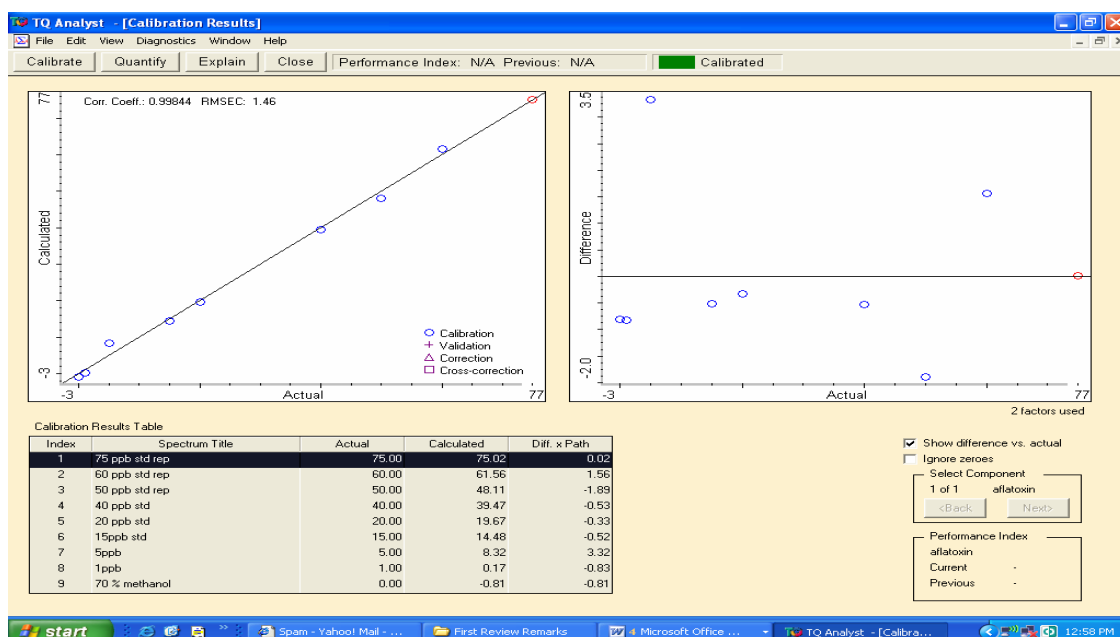 TQ Analyst - [Calibration Results]
File Edit View Diagnostics Window Help
Calibrate Quantify Explain Close Performance Index: N/A Previous: N/A Calibrated
77
Corr. Coeff.: 0.99844 RMSEC: 1.46
Calculated
-3
Calibration
Validation
Correction
Cross-correction
-3 Actual 77
3.5
Difference
-2.0
-3 Actual 77
2 factors used
Calibration Results Table
Index Spectrum Title Actual Calculated Diff. x Path
1 75 ppb std rep 75.00 75.02 0.02
2 60 ppb std rep 60.00 61.56 1.56
3 50 ppb std rep 50.00 48.11 -1.89
4 40 ppb std 40.00 39.47 -0.53
5 20 ppb std 20.00 19.67 -0.33
6 15ppb std 15.00 14.48 -0.52
7 5ppb 5.00 8.32 3.32
8 1ppb 1.00 0.17 -0.83
9 70 % methanol 0.00 -0.81 -0.81
Show difference vs. actual
Ignore zeroes
Select Component
1 of 1 aflatoxin
<Back Next>
Performance Index
aflatoxin
Current -
Previous -
start Spam - Yahoo! Mail - ... First Review Remarks 4 Microsoft Office ... TQ Analyst - [Calibra... 12:58 PM